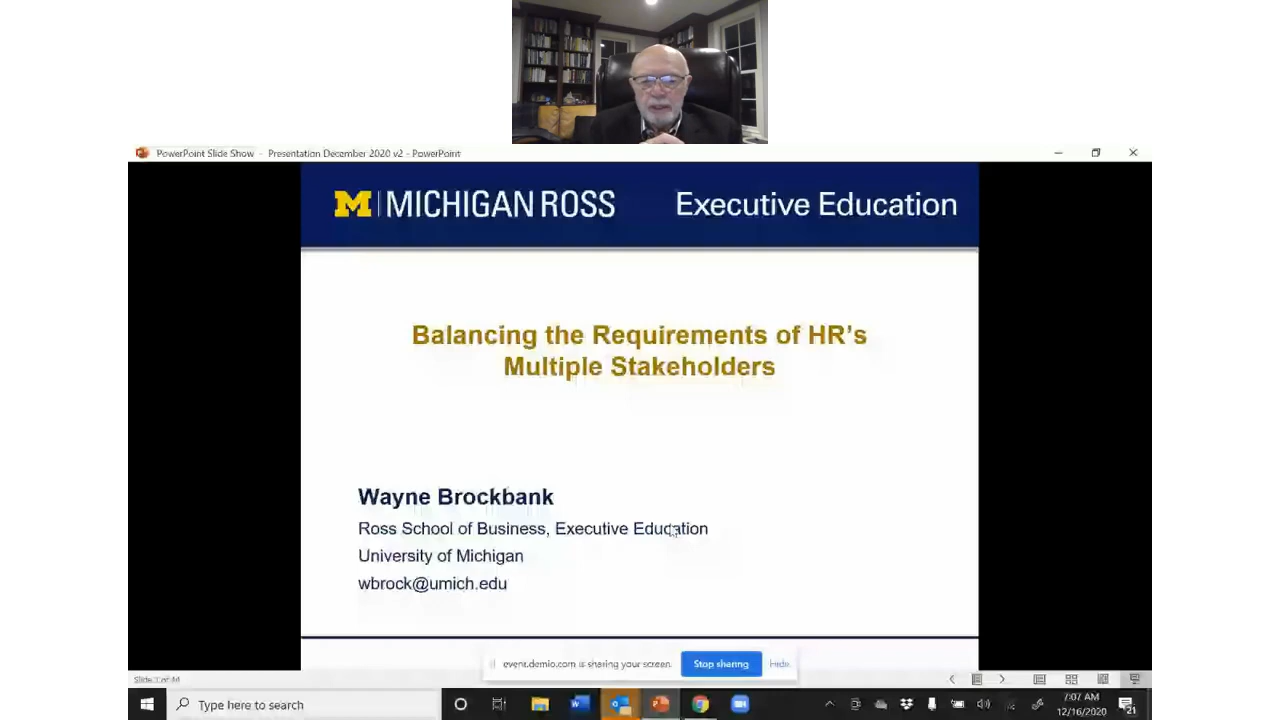 PowerPoint Slide Show - Presentation December 2020 v2 - PowerPoint
M MICHIGAN ROSS Executive Education
Balancing the Requirements of HR's
Multiple Stakeholders
Wayne Brockbank
Ross School of Business, Executive Education
University of Michigan
wbrock@umich.edu
event.demio.com is sharing your screen. Stop sharing Hide
Type here to search
7:07 AM
12/16/2020
21